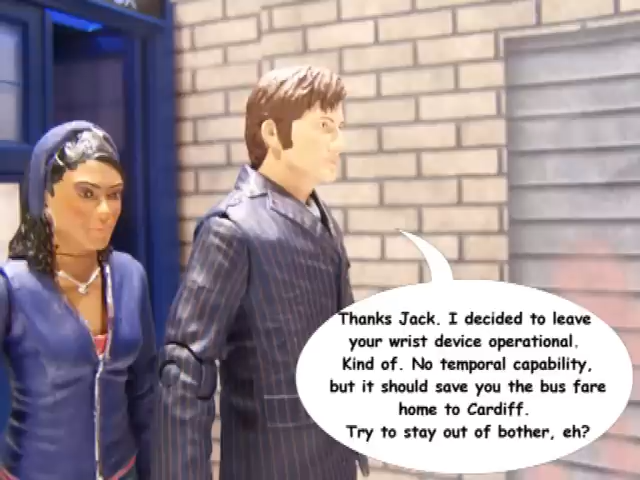 Thanks Jack. I decided to leave
your wrist device operational.
Kind of. No temporal capability,
but it should save you the bus fare
home to Cardiff.
Try to stay out of bother, eh?